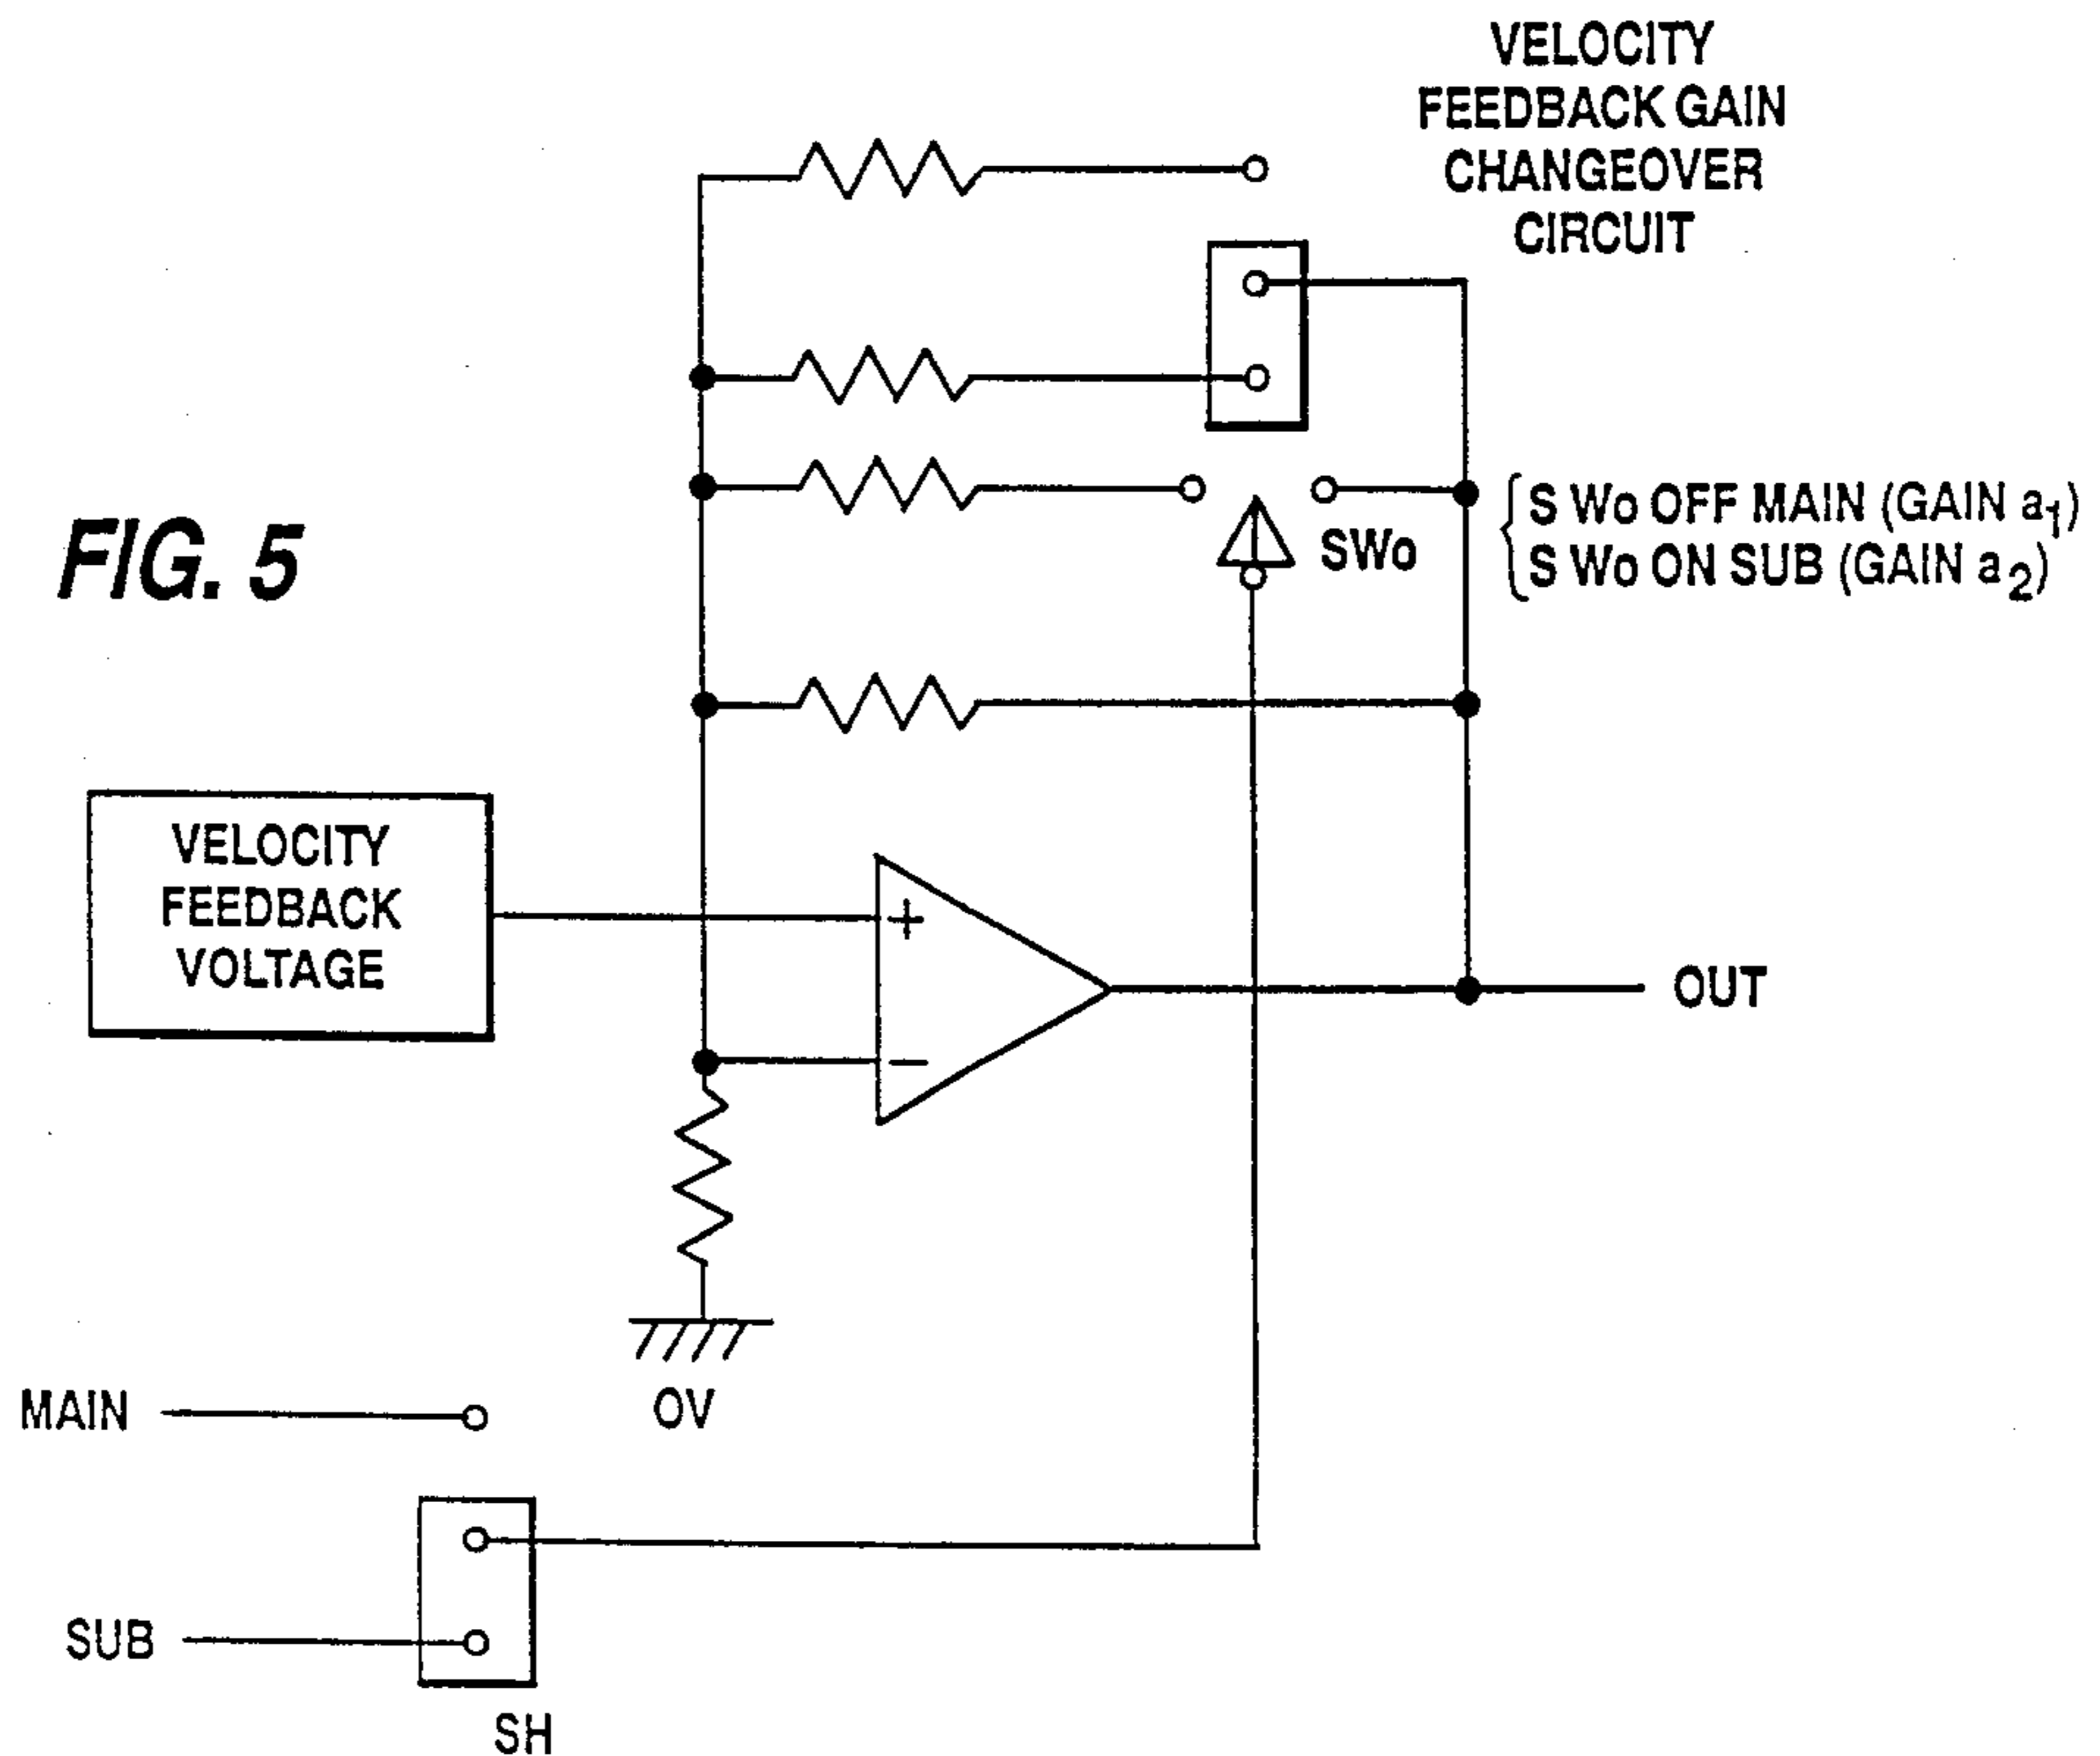 VELOCITY
FEEDBACK GAIN
CHANGEOVER
CIRCUIT
FIG. 5
SWo
S Wo OFF MAIN (GAIN a1)
S Wo ON SUB (GAIN a2)
VELOCITY
FEEDBACK
VOLTAGE
+
−
OUT
OV
MAIN
SUB
SH